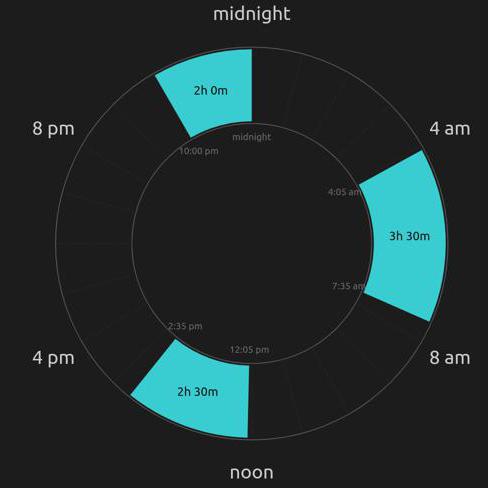 midnight
2h 0m
8 pm
4 am
midnight
10:00 pm
4:05 am
3h 30m
7:35 am
2:35 pm
12:05 pm
4 pm
8 am
2h 30m
noon